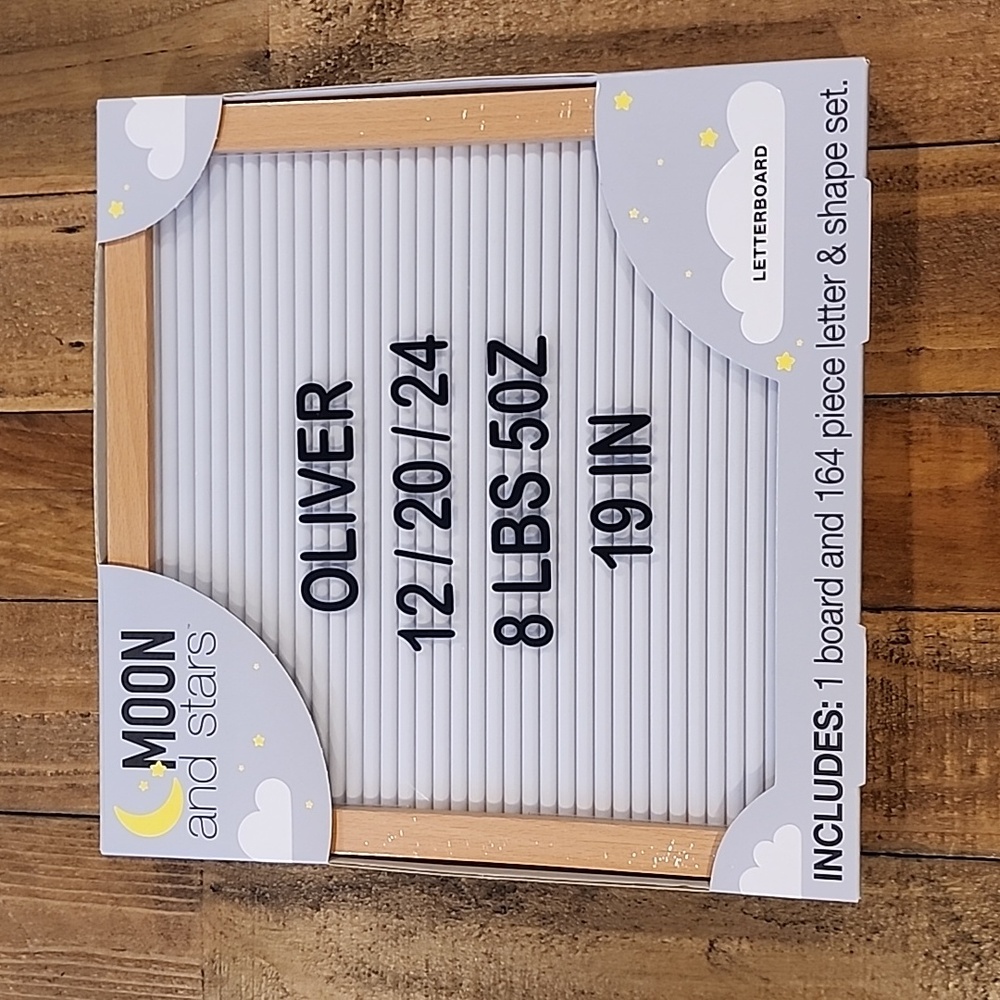 MOON
and stars™
OLIVER
12/20/24
8 LBS 5OZ
19 IN
LETTERBOARD
INCLUDES: 1 board and 164 piece letter & shape set.